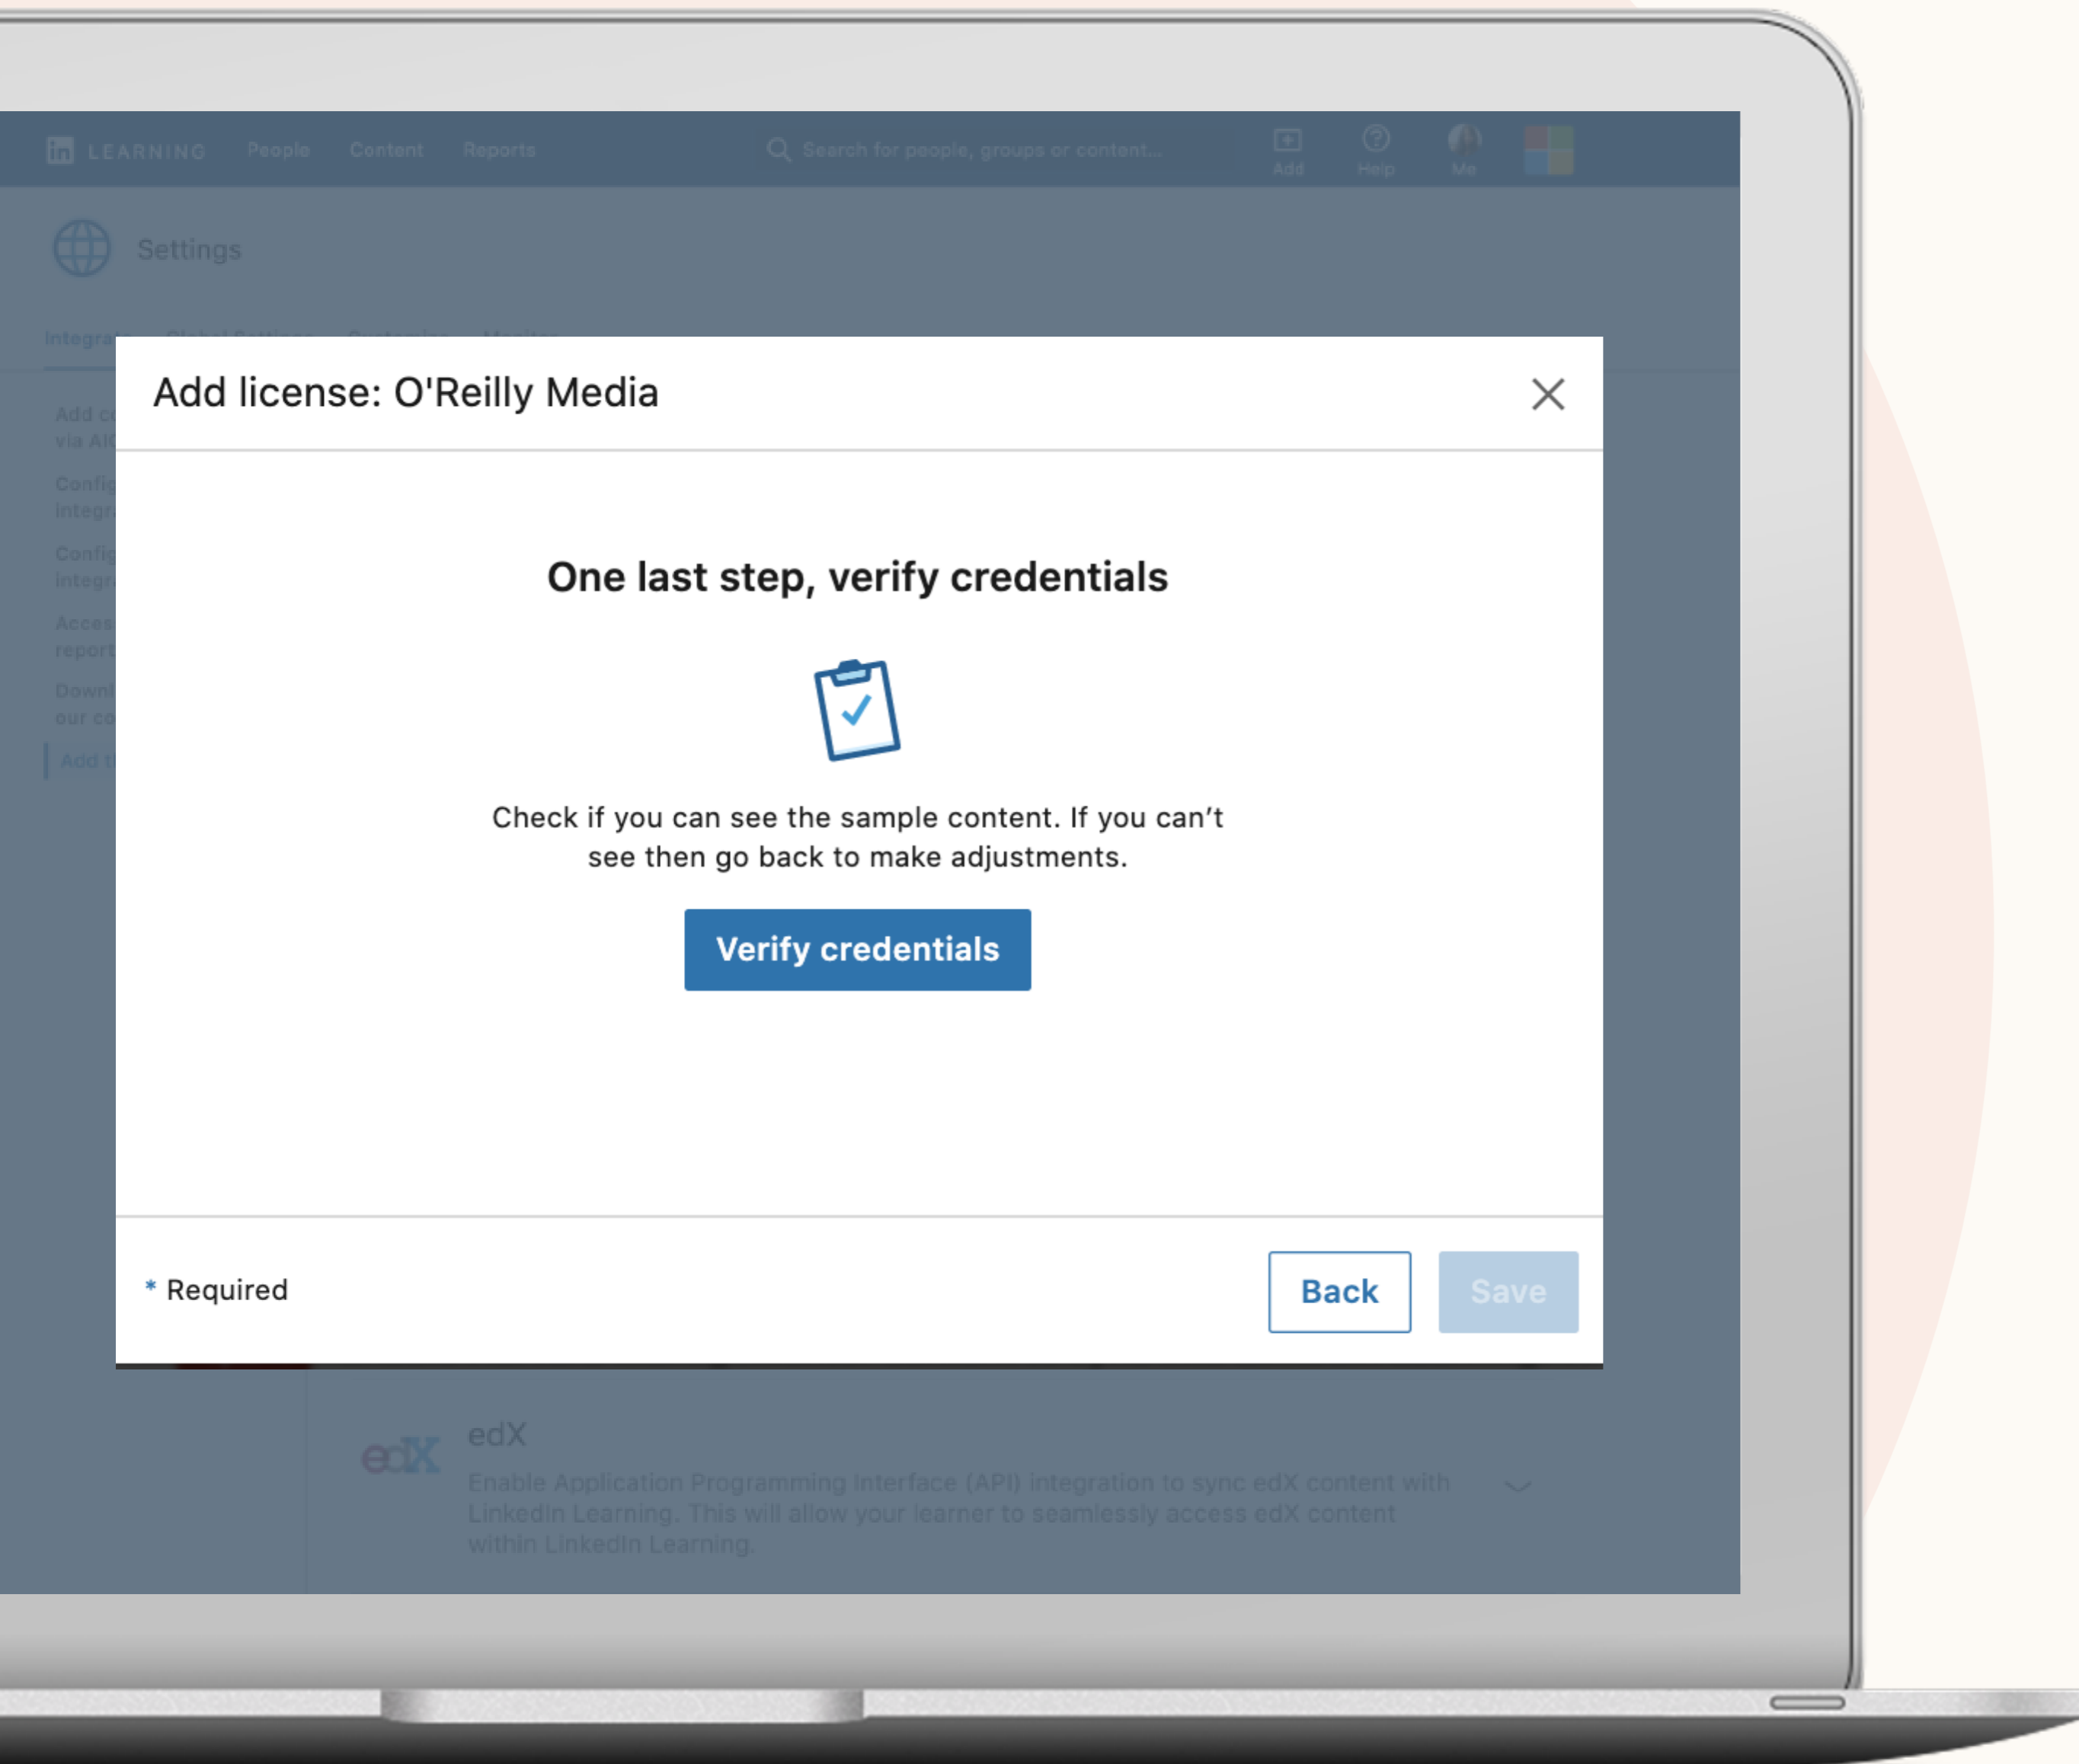 in LEARNING People Content Reports Search for people, groups or content... Add Help Me
Settings
Add license: O'Reilly Media
One last step, verify credentials
Check if you can see the sample content. If you can’t
see then go back to make adjustments.
Verify credentials
* Required
Back Save
edX
edX
Enable Application Programming Interface (API) integration to sync edX content with
LinkedIn Learning. This will allow your learner to seamlessly access edX content
within LinkedIn Learning.